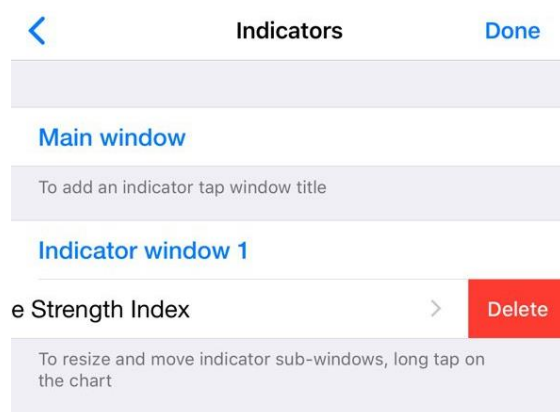 Indicators
Done
Main window
To add an indicator tap window title
Indicator window 1
e Strength Index
Delete
To resize and move indicator sub-windows, long tap on
the chart